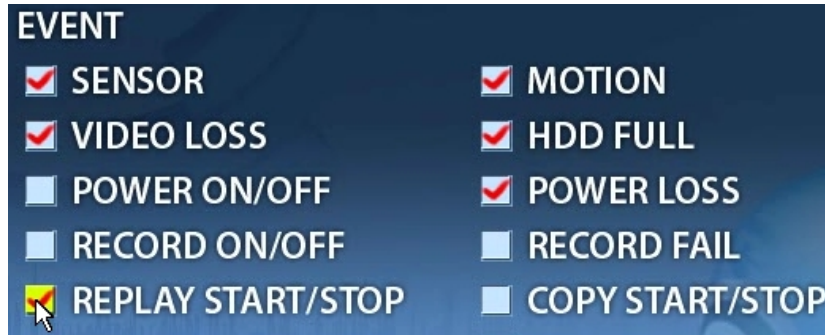 EVENT
SENSOR MOTION
VIDEO LOSS HDD FULL
POWER ON/OFF POWER LOSS
RECORD ON/OFF RECORD FAIL
REPLAY START/STOP COPY START/STOP